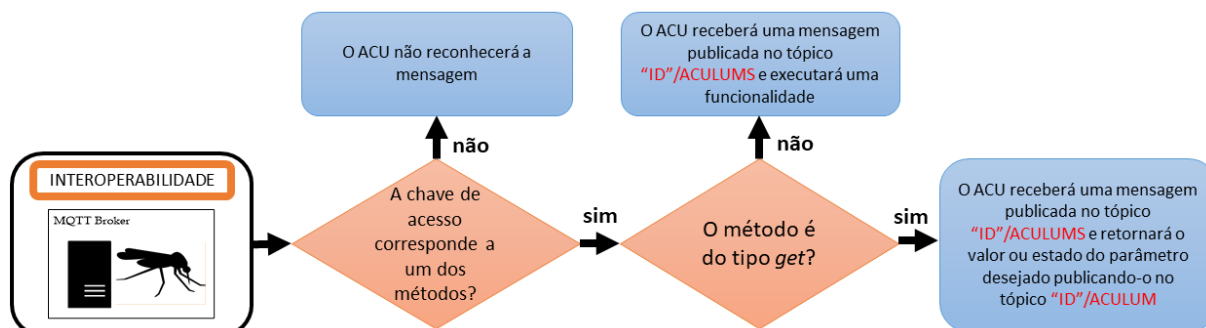 INTEROPERABILIDADE
MQTT Broker
A chave de
acesso
corresponde a
um dos
métodos?
não
O ACU não reconhecerá a
mensagem
sim
O método é
do tipo get?
não
O ACU receberá uma mensagem
publicada no tópico
“ID”/ACULUMS e executará uma
funcionalidade
sim
O ACU receberá uma mensagem
publicada no tópico
“ID”/ACULUMS e retornará o
valor ou estado do parâmetro
desejado publicando-o no
tópico “ID”/ACULUM